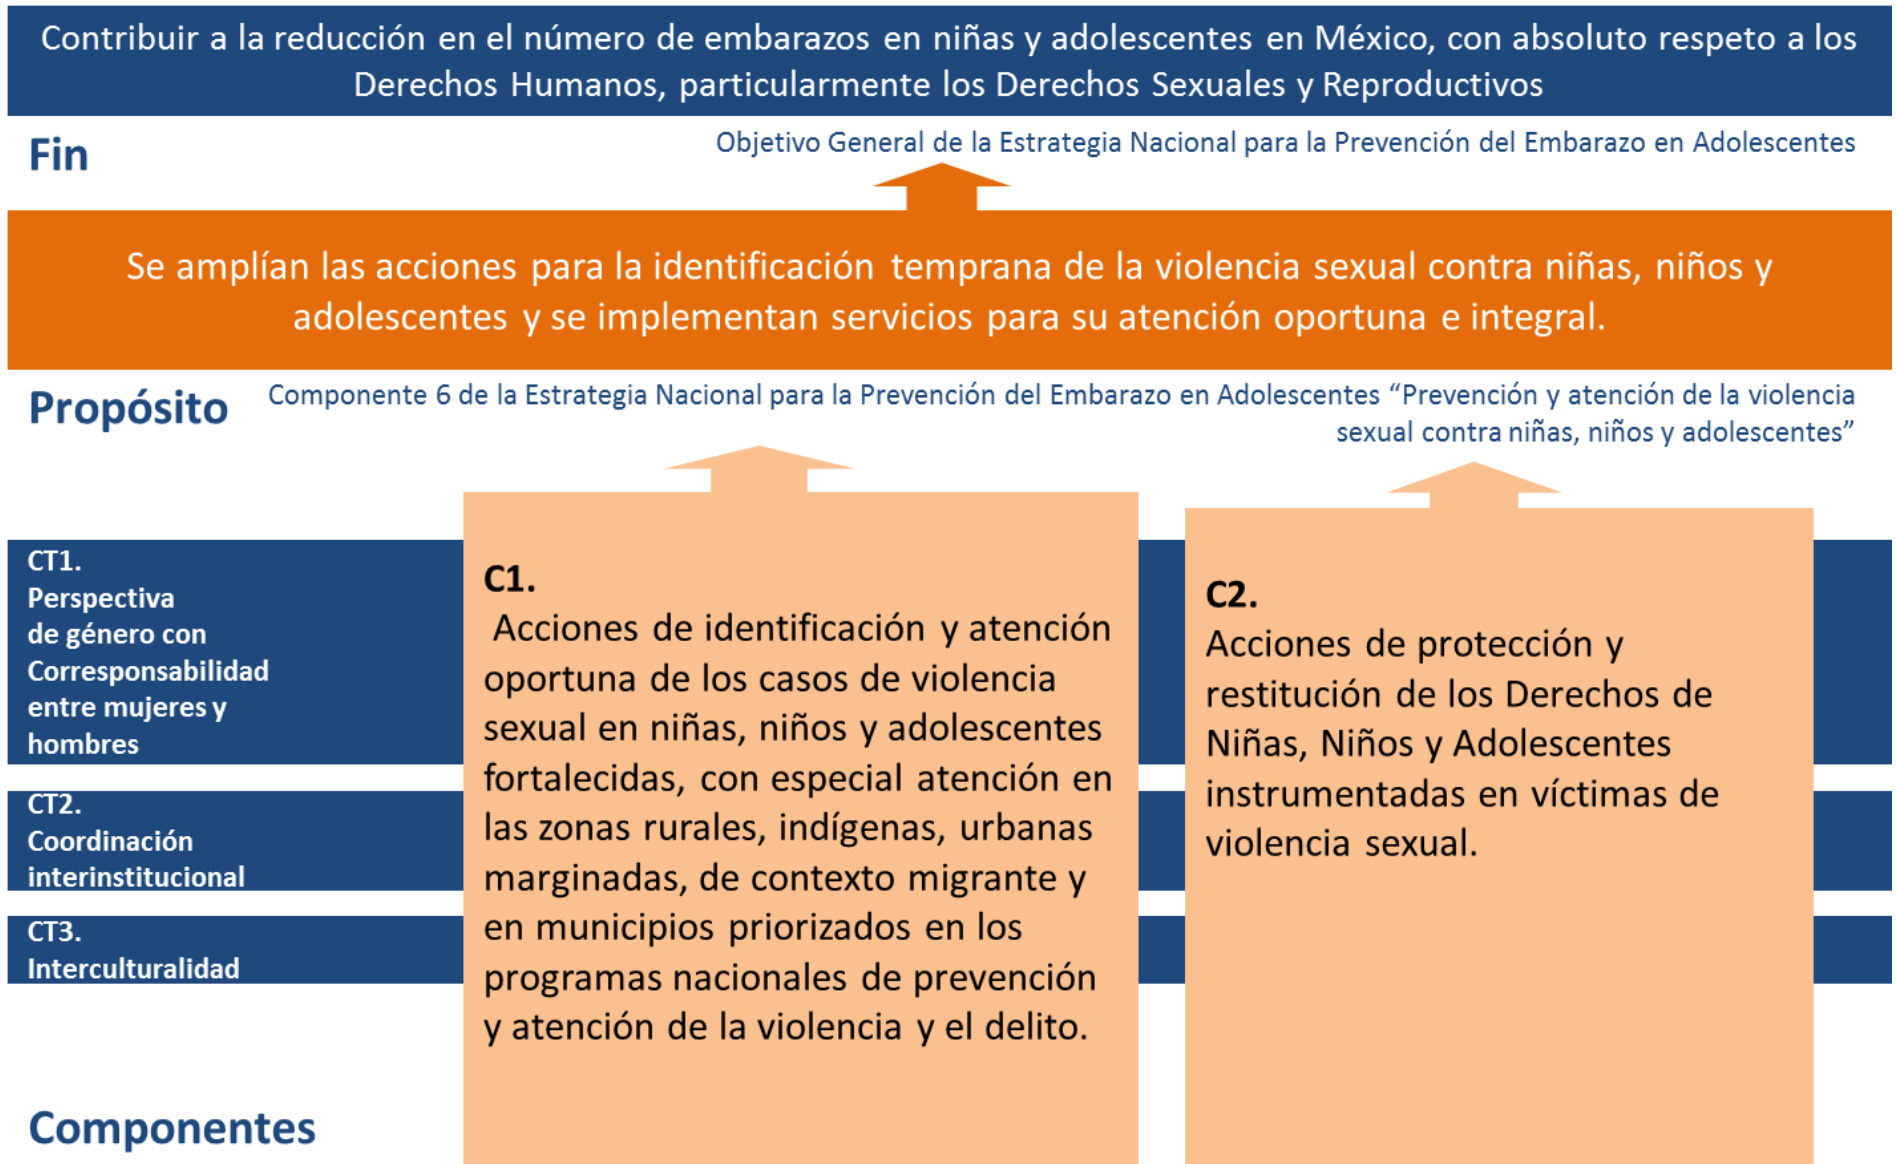 Contribuir a la reducción en el número de embarazos en niñas y adolescentes en México, con absoluto respeto a los
Derechos Humanos, particularmente los Derechos Sexuales y Reproductivos
Fin
Objetivo General de la Estrategia Nacional para la Prevención del Embarazo en Adolescentes
Se amplían las acciones para la identificación temprana de la violencia sexual contra niñas, niños y
adolescentes y se implementan servicios para su atención oportuna e integral.
Propósito
Componente 6 de la Estrategia Nacional para la Prevención del Embarazo en Adolescentes “Prevención y atención de la violencia
sexual contra niñas, niños y adolescentes”
CT1.
Perspectiva
de género con
Corresponsabilidad
entre mujeres y
hombres
CT2.
Coordinación
interinstitucional
CT3.
Interculturalidad
C1.
Acciones de identificación y atención
oportuna de los casos de violencia
sexual en niñas, niños y adolescentes
fortalecidas, con especial atención en
las zonas rurales, indígenas, urbanas
marginadas, de contexto migrante y
en municipios priorizados en los
programas nacionales de prevención
y atención de la violencia y el delito.
C2.
Acciones de protección y
restitución de los Derechos de
Niñas, Niños y Adolescentes
instrumentadas en víctimas de
violencia sexual.
Componentes